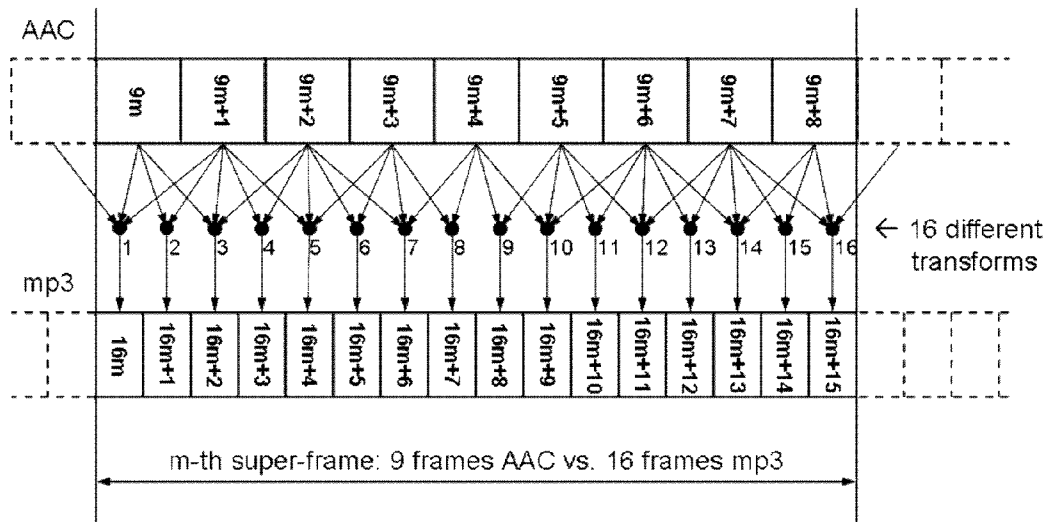 AAC
9m
9m+1
9m+2
9m+3
9m+4
9m+5
9m+6
9m+7
9m+8
1
2
3
4
5
6
7
8
9
10
11
12
13
14
15
16
← 16 different
transforms
mp3
16m
16m+1
16m+2
16m+3
16m+4
16m+5
16m+6
16m+7
16m+8
16m+9
16m+10
16m+11
16m+12
16m+13
16m+14
16m+15
m-th super-frame: 9 frames AAC vs. 16 frames mp3